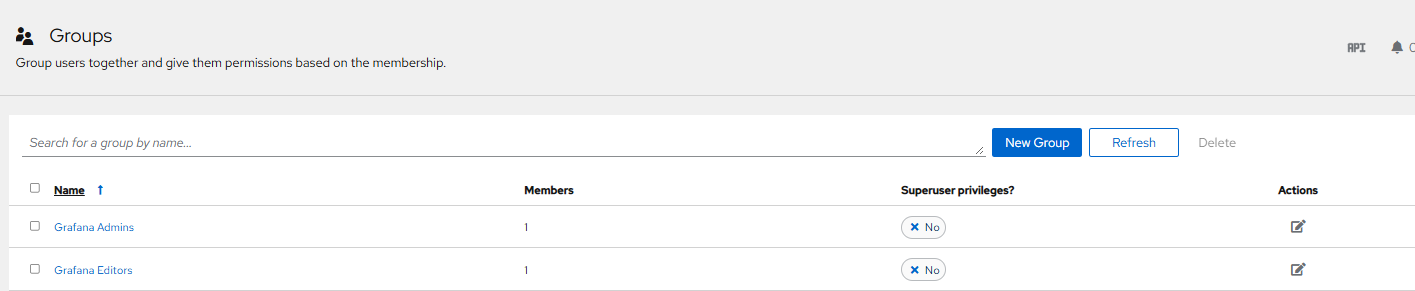 Groups
Group users together and give them permissions based on the membership.
API
Search for a group by name...
New Group
Refresh
Delete
Name Members Superuser privileges? Actions
Grafana Admins 1 No
Grafana Editors 1 No